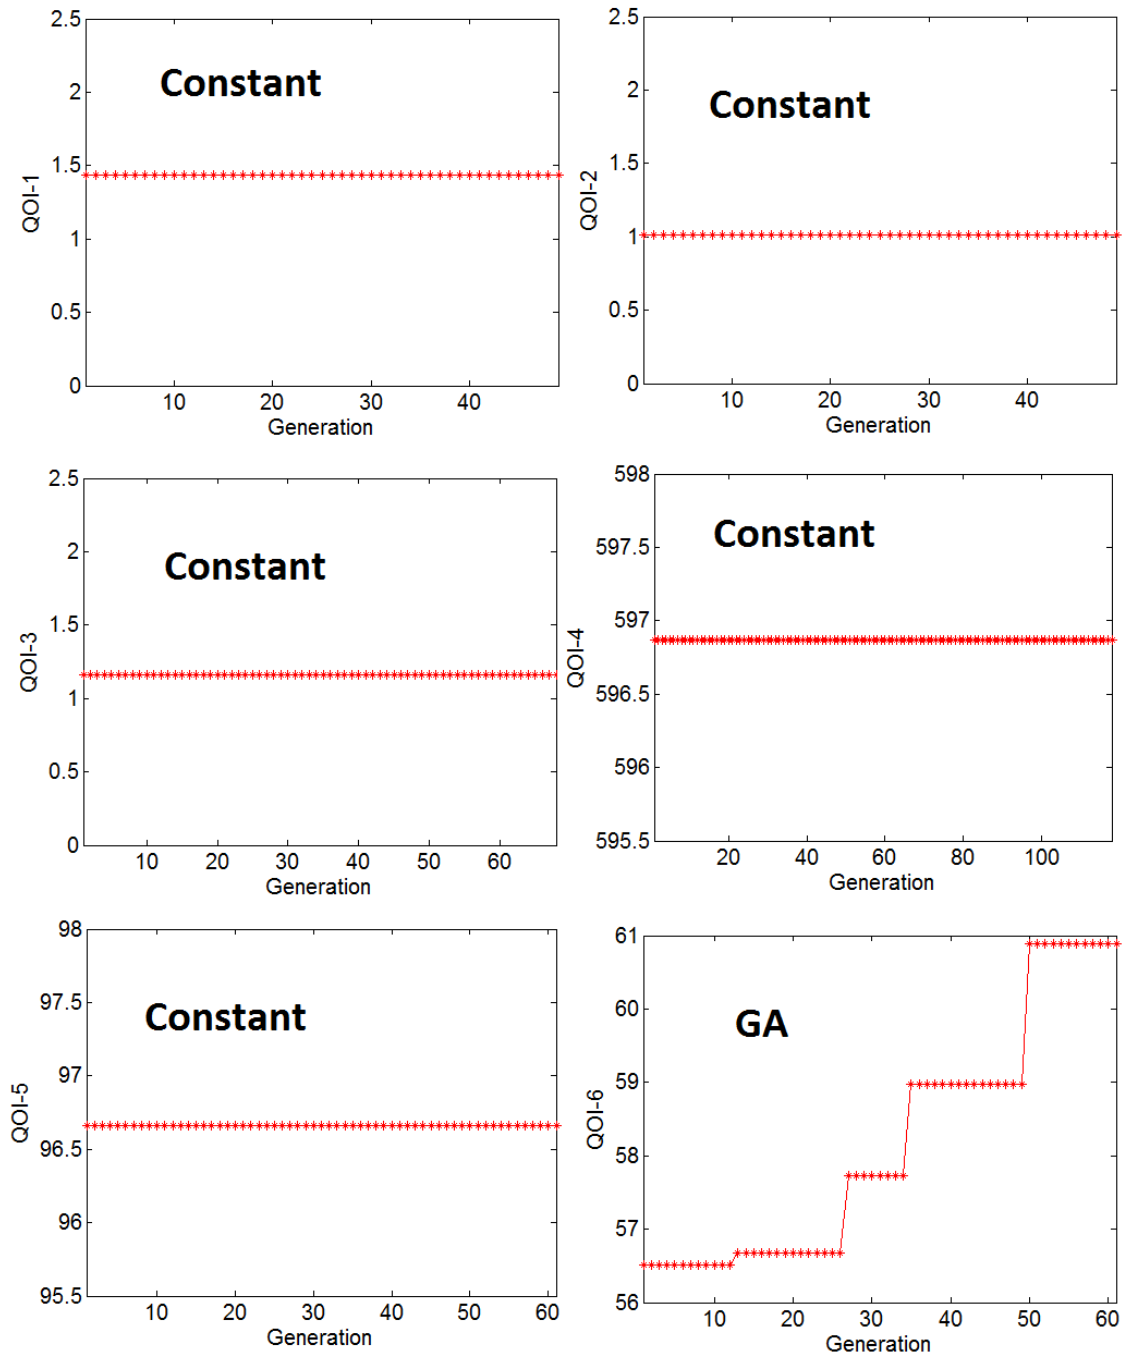 2.5
2
1.5
1
0.5
0
QOI-1
Constant
10 20 30 40
Generation
2.5
2
1.5
1
0.5
0
QOI-2
Constant
10 20 30 40
Generation
2.5
2
1.5
1
0.5
0
QOI-3
Constant
10 20 30 40 50 60
Generation
598
597.5
597
596.5
596
595.5
QOI-4
Constant
20 40 60 80 100
Generation
98
97.5
97
96.5
96
95.5
QOI-5
Constant
10 20 30 40 50 60
Generation
61
60
59
58
57
56
QOI-6
GA
10 20 30 40 50 60
Generation